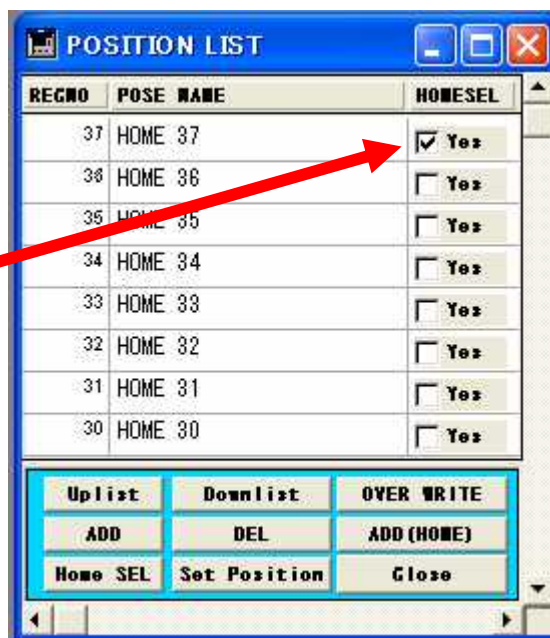 POSITION LIST
REGNO POSE NAME HOMESEL
37 HOME 37 Yes
36 HOME 36 Yes
35 HOME 35 Yes
34 HOME 34 Yes
33 HOME 33 Yes
32 HOME 32 Yes
31 HOME 31 Yes
30 HOME 30 Yes
Uplist Downlist OVER WRITE
ADD DEL ADD(HOME)
Home SEL Set Position Close